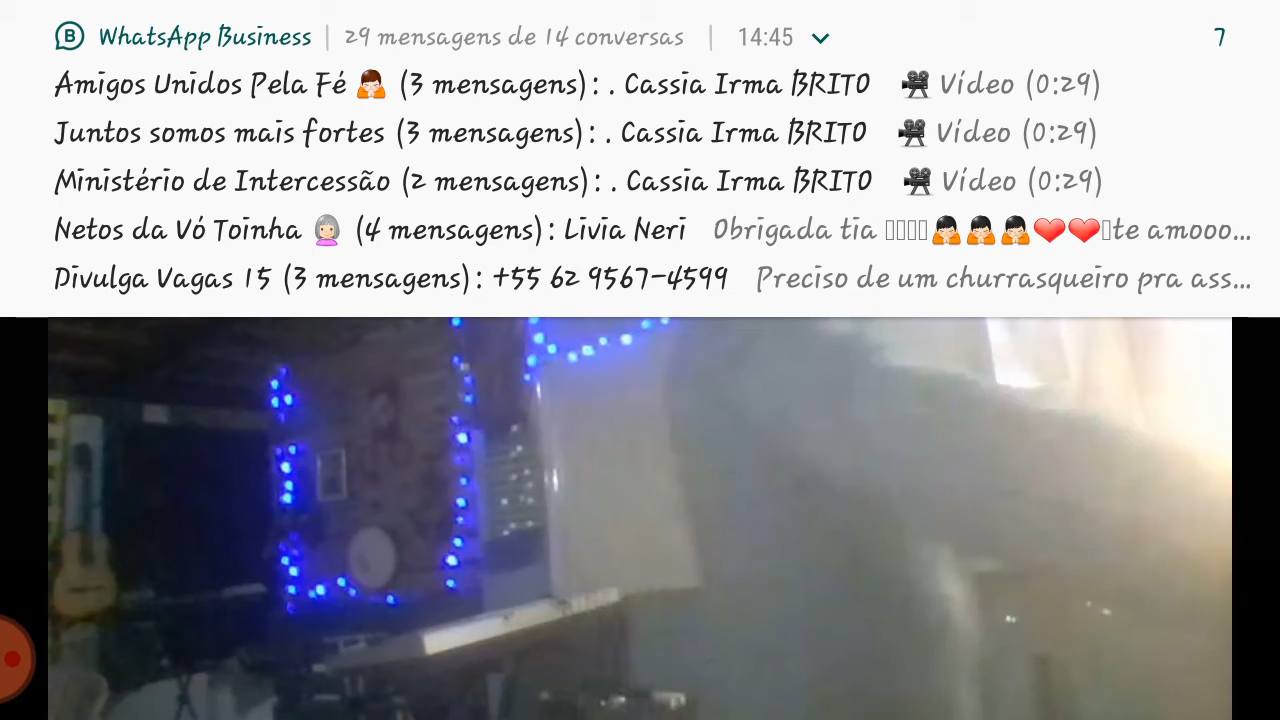 WhatsApp Business | 29 mensagens de 14 conversas | 14:45 7
Amigos Unidos Pela Fé 🙏 (3 mensagens): . Cassia Irma BRITO 🎥 Vídeo (0:29)
Juntos somos mais fortes (3 mensagens): . Cassia Irma BRITO 🎥 Vídeo (0:29)
Ministério de Intercessão (2 mensagens): . Cassia Irma BRITO 🎥 Vídeo (0:29)
Netos da Vó Toinha 👵 (4 mensagens): Livia Neri Obrigada tia 🙏🙏🙏❤️❤️te amooo...
Divulga Vagas 15 (3 mensagens): +55 62 9567-4599 Preciso de um churrasqueiro pra ass...